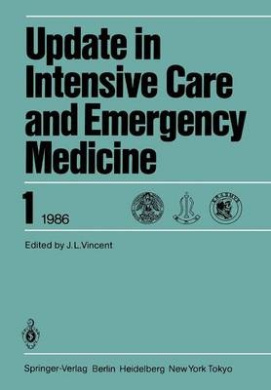 Update in
Intensive Care
and Emergency
Medicine
1 1986
Edited by J. L. Vincent
Springer-Verlag Berlin Heidelberg New York Tokyo